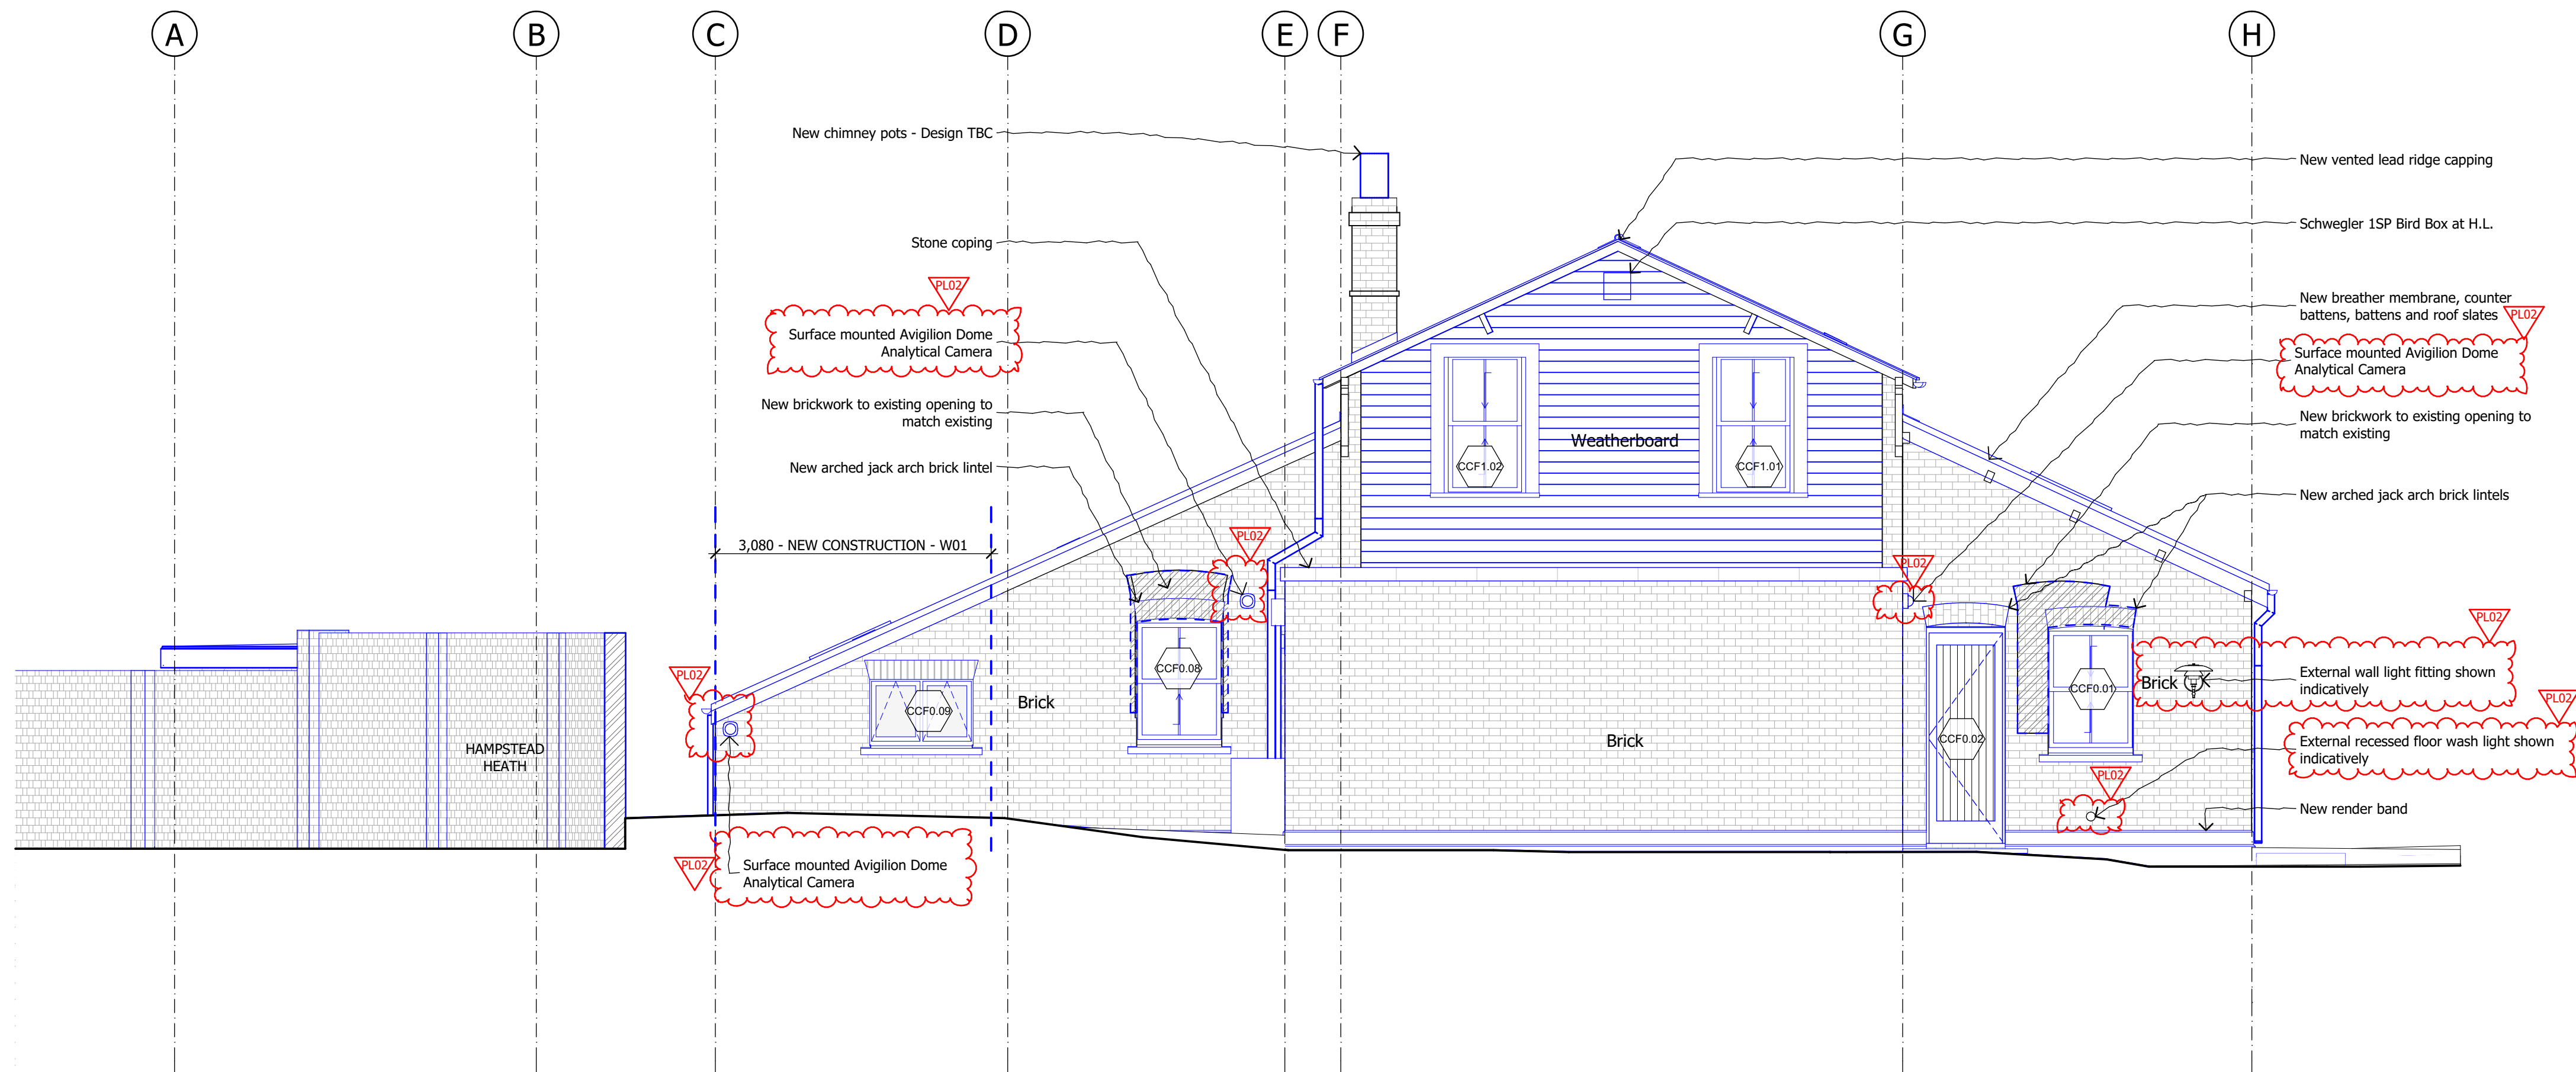 A
B
C
D
E
F
G
H
New chimney pots - Design TBC
New vented lead ridge capping
Stone coping
Schwegler 1SP Bird Box at H.L.
PL02
Surface mounted Avigilion Dome
Analytical Camera
New breather membrane, counter
battens, battens and roof slates
PL02
Surface mounted Avigilion Dome
Analytical Camera
New brickwork to existing opening to
match existing
New brickwork to existing opening to
match existing
Weatherboard
CCF1.02
CCF1.01
New arched jack arch brick lintel
New arched jack arch brick lintels
3,080 - NEW CONSTRUCTION - W01
PL02
PL02
PL02
PL02
CCF0.08
CCF0.01
Brick
External wall light fitting shown
indicatively
CCF0.09
Brick
PL02
CCF0.02
Brick
HAMPSTEAD
HEATH
External recessed floor wash light shown
indicatively
PL02
New render band
PL02
Surface mounted Avigilion Dome
Analytical Camera